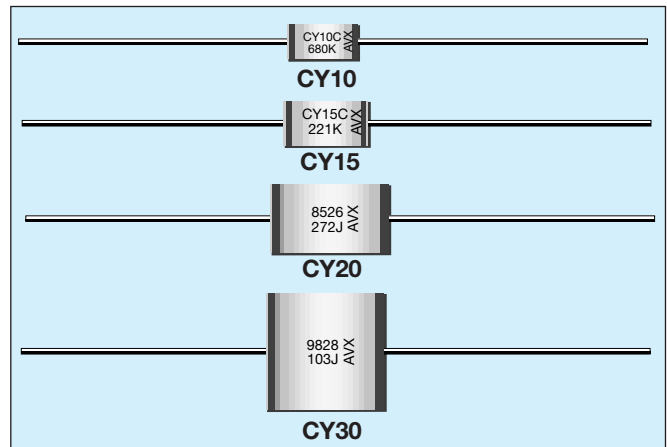 CY10C
680K
AVX
CY10
CY15C
221K
AVX
CY15
8526
272J
AVX
CY20
9828
103J
AVX
CY30